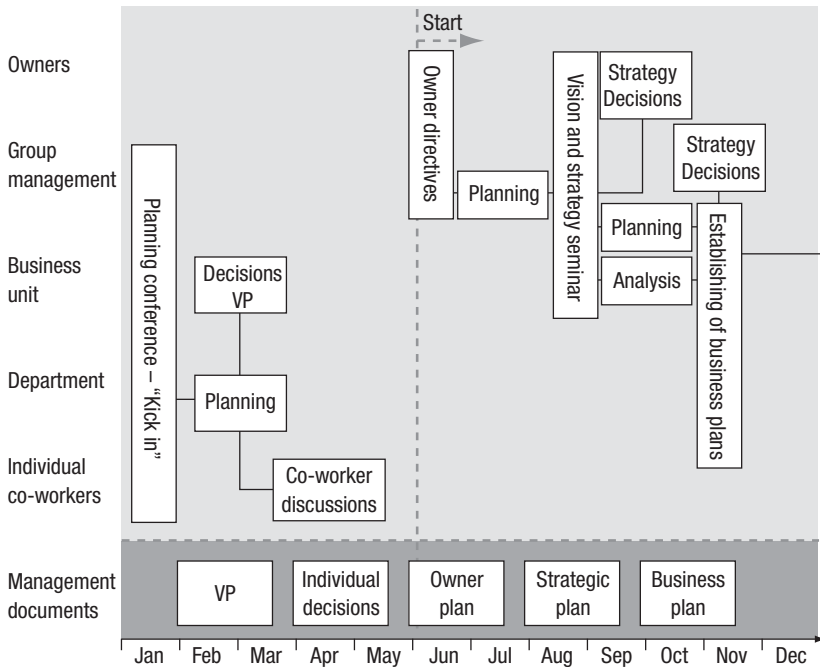 Start
Owners
Owner directives
Vision and strategy seminar
Strategy
Decisions
Group
management
Planning conference – “Kick in”
Planning
Strategy
Decisions
Planning
Establishing of business plans
Business
unit
Decisions
VP
Analysis
Department
Planning
Individual
co-workers
Co-worker
discussions
Management
documents
VP
Individual
decisions
Owner
plan
Strategic
plan
Business
plan
Jan Feb Mar Apr May Jun Jul Aug Sep Oct Nov Dec